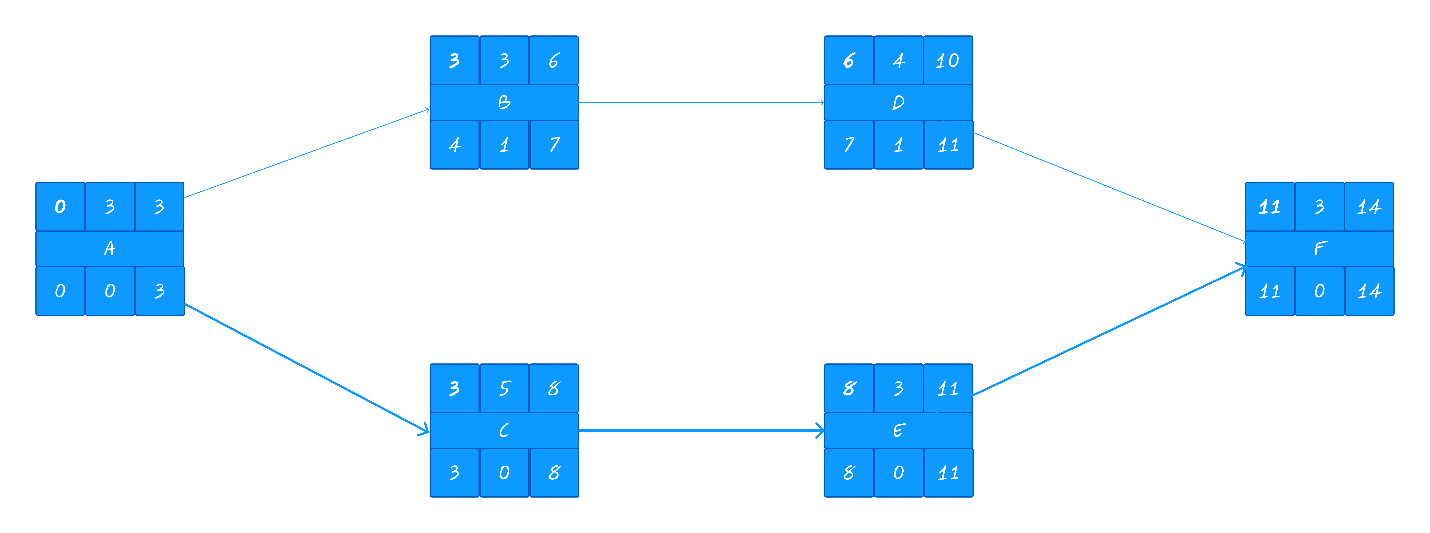 3 3 6
B
4 1 7
6 4 10
D
7 1 11
0 3 3
A
0 0 3
11 3 14
F
11 0 14
3 5 8
C
3 0 8
8 3 11
E
8 0 11